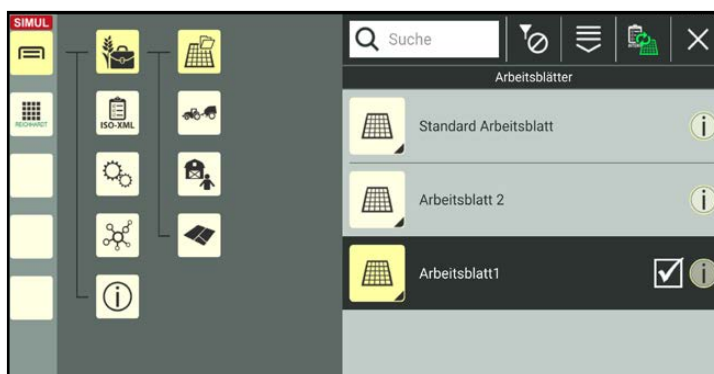 SIMUL
Suche
Arbeitsblätter
REICHHARDT
ISO-XML
Standard Arbeitsblatt
Arbeitsblatt 2
Arbeitsblatt1